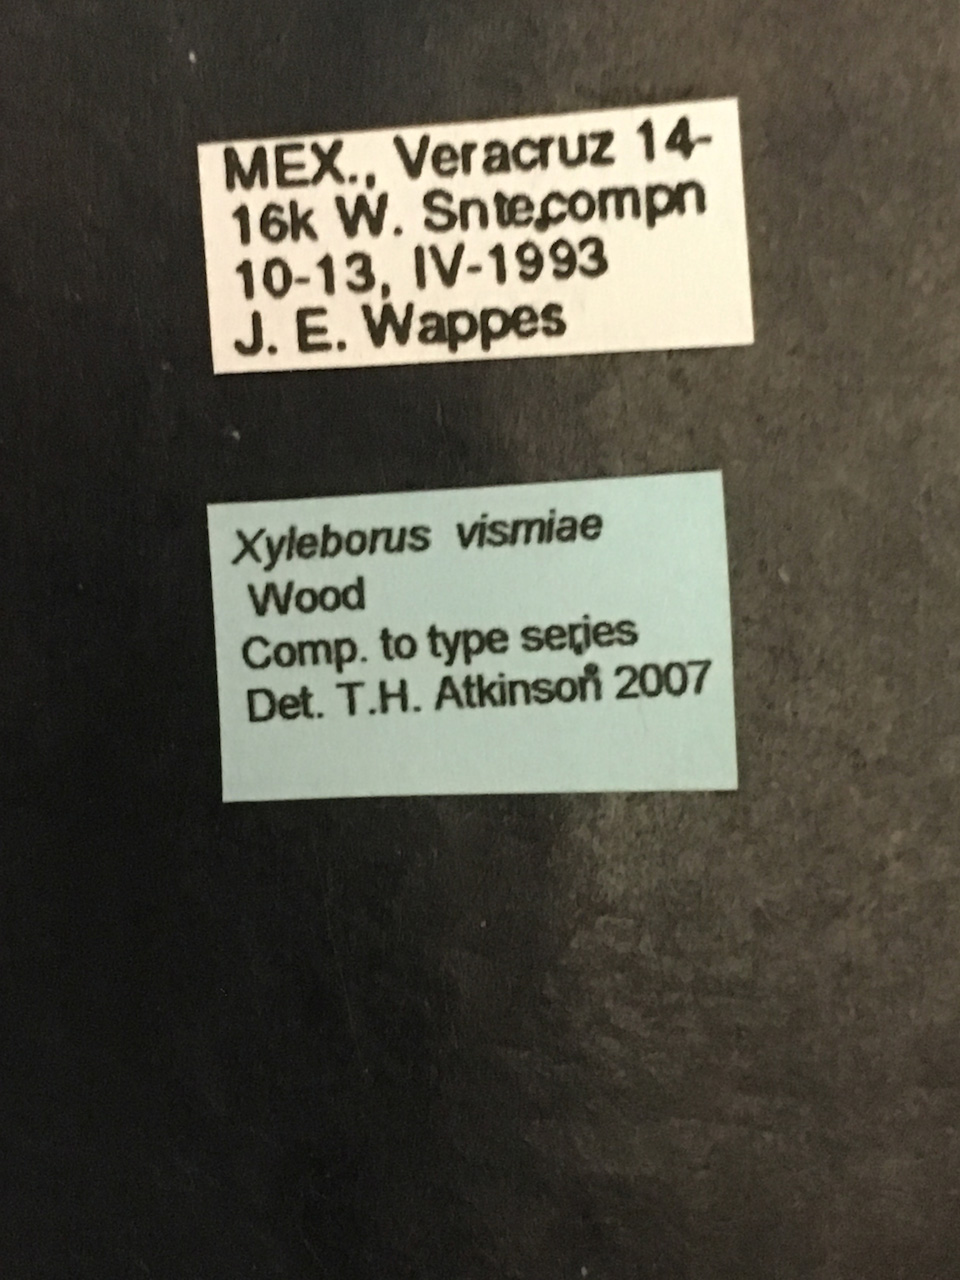 MEX., Veracruz 14-
16k W. Sntecompn
10-13, IV-1993
J. E. Wappes
Xyleborus vismiae
Wood
Comp. to type series
Det. T.H. Atkinson 2007